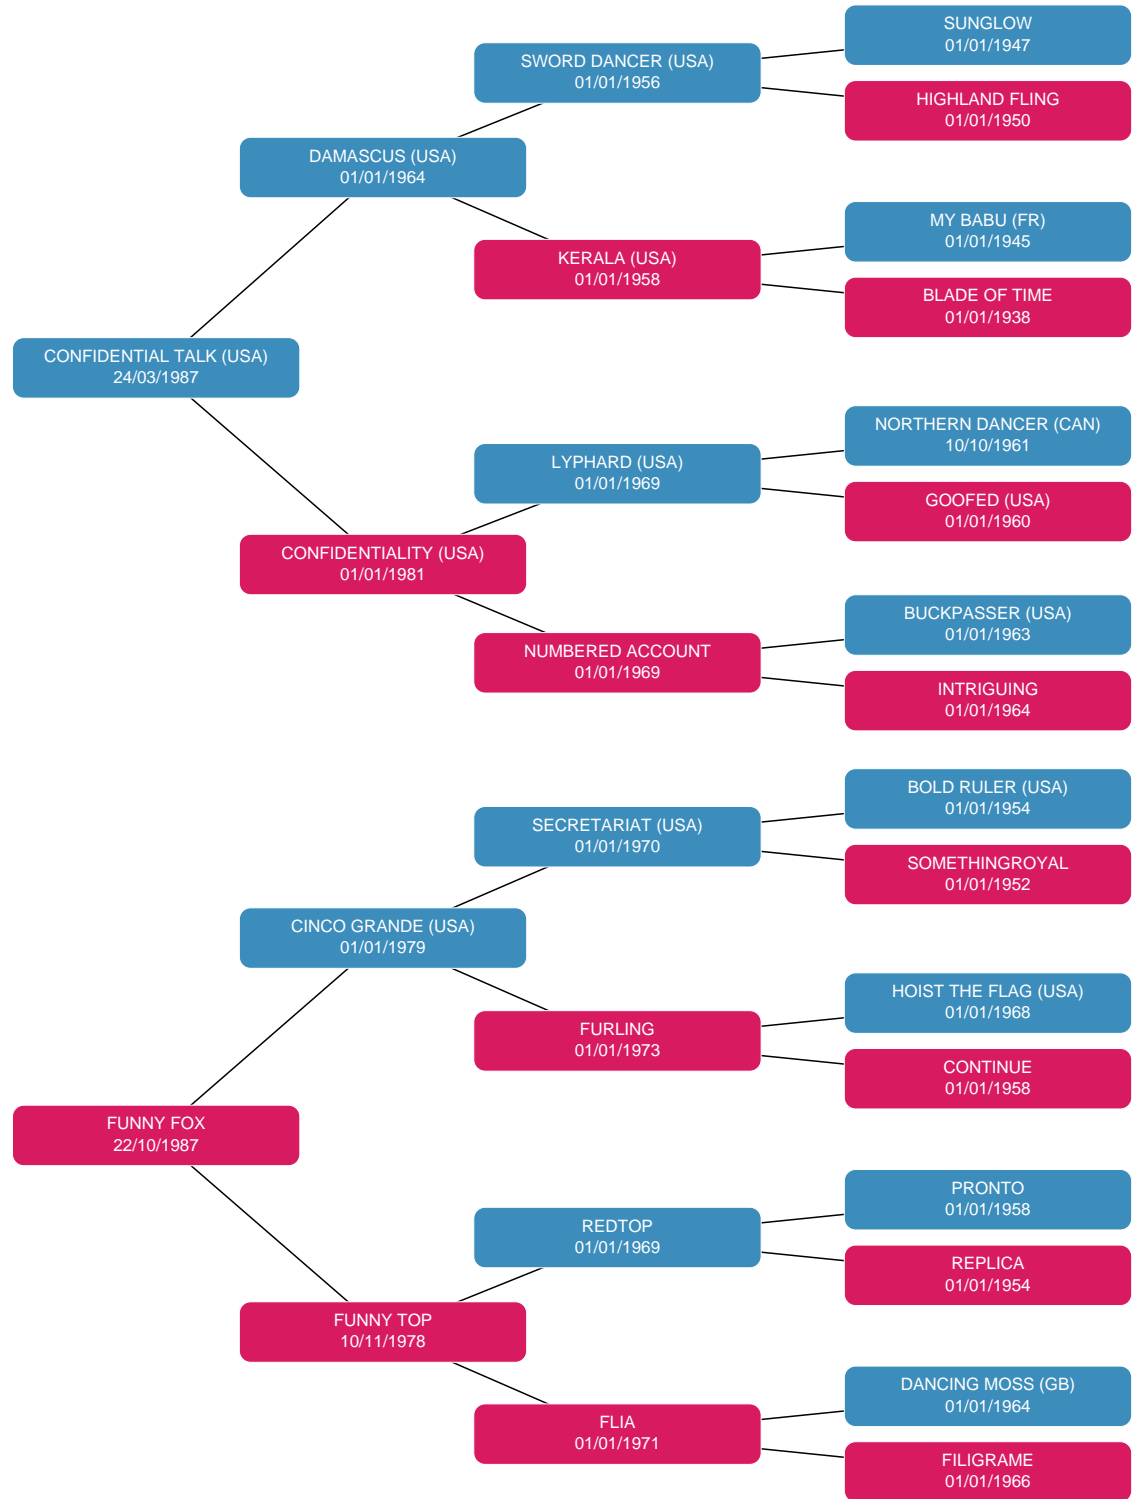 SUNGLOW
01/01/1947
SWORD DANCER (USA)
01/01/1956
HIGHLAND FLING
01/01/1950
DAMASCUS (USA)
01/01/1964
MY BABU (FR)
01/01/1945
KERALA (USA)
01/01/1958
BLADE OF TIME
01/01/1938
CONFIDENTIAL TALK (USA)
24/03/1987
NORTHERN DANCER (CAN)
10/10/1961
LYPHARD (USA)
01/01/1969
GOOFED (USA)
01/01/1960
CONFIDENTIALITY (USA)
01/01/1981
BUCKPASSER (USA)
01/01/1963
NUMBERED ACCOUNT
01/01/1969
INTRIGUING
01/01/1964
BOLD RULER (USA)
01/01/1954
SECRETARIAT (USA)
01/01/1970
SOMETHINGROYAL
01/01/1952
CINCO GRANDE (USA)
01/01/1979
HOIST THE FLAG (USA)
01/01/1968
FURLING
01/01/1973
CONTINUE
01/01/1958
FUNNY FOX
22/10/1987
PRONTO
01/01/1958
REDTOP
01/01/1969
REPLICA
01/01/1954
FUNNY TOP
10/11/1978
DANCING MOSS (GB)
01/01/1964
FLIA
01/01/1971
FILIGRAME
01/01/1966